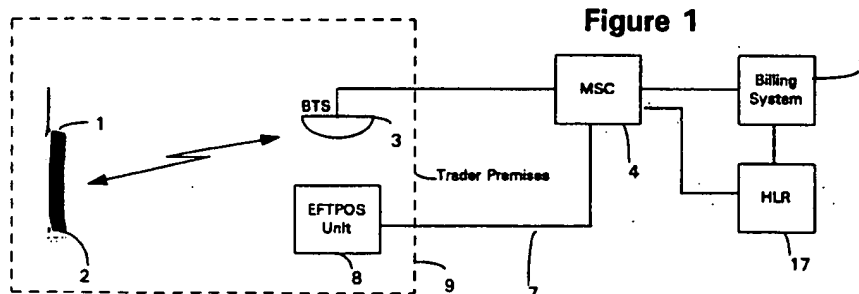 Figure 1
BTS
MSC
Billing
System
1
3
4
Trader Premises
EFTPOS
Unit
HLR
2
8
9
7
17